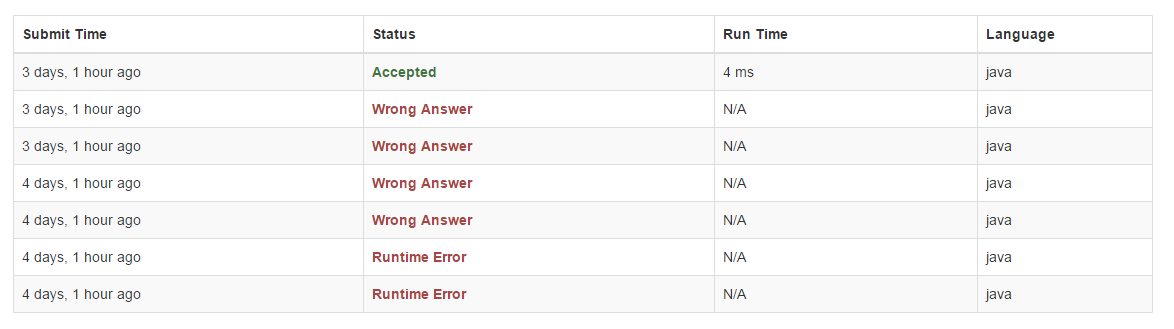 Submit Time Status Run Time Language
3 days, 1 hour ago Accepted 4 ms java
3 days, 1 hour ago Wrong Answer N/A java
3 days, 1 hour ago Wrong Answer N/A java
4 days, 1 hour ago Wrong Answer N/A java
4 days, 1 hour ago Wrong Answer N/A java
4 days, 1 hour ago Runtime Error N/A java
4 days, 1 hour ago Runtime Error N/A java